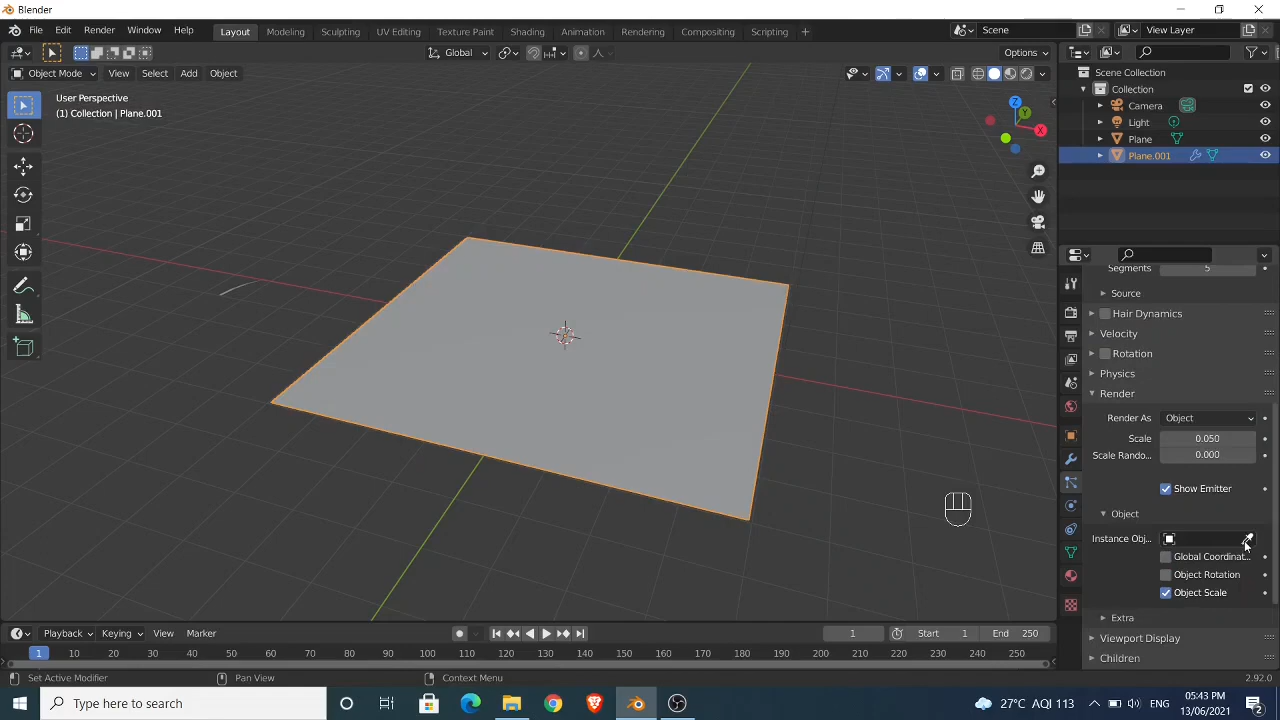 Blender
File Edit Render Window Help
Layout Modeling Sculpting UV Editing Texture Paint Shading Animation Rendering Compositing Scripting +
Scene
View Layer
Global
Options
Object Mode View Select Add Object
User Perspective
(1) Collection | Plane.001
Z
Y
X
Scene Collection
Collection
Camera
Light
Plane
Plane.001
Segments 5
Source
Hair Dynamics
Velocity
Rotation
Physics
Render
Render As Object
Scale 0.050
Scale Rando... 0.000
Show Emitter
Object
Instance Obj...
Global Coordinat...
Object Rotation
Object Scale
Extra
Viewport Display
Children
Playback Keying View Marker
1 Start 1 End 250
1 10 20 30 40 50 60 70 80 90 100 110 120 130 140 150 160 170 180 190 200 210 220 230 240 250
Set Active Modifier Pan View Context Menu 2.92.0
Type here to search
27°C AQI 113
ENG
05:43 PM
13/06/2021
2